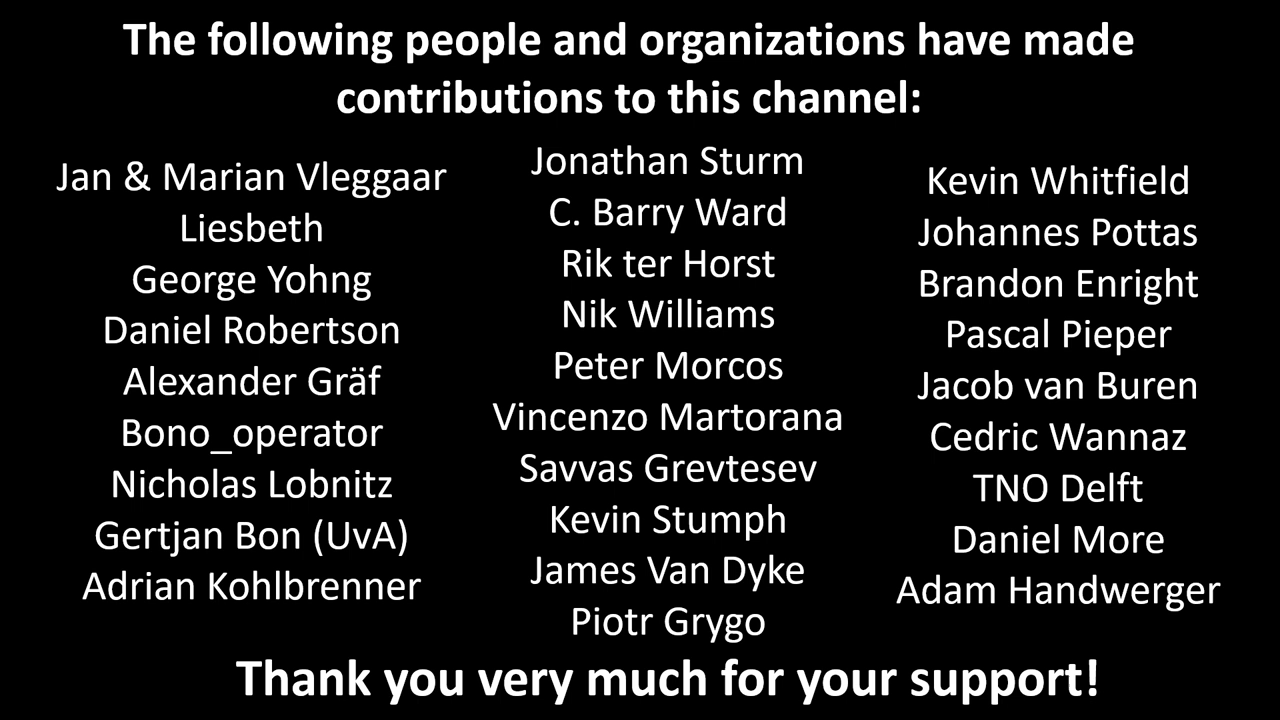 The following people and organizations have made
contributions to this channel:
Jan & Marian Vleggaar
Liesbeth
George Yohng
Daniel Robertson
Alexander Gräf
Bono_operator
Nicholas Lobnitz
Gertjan Bon (UvA)
Adrian Kohlbrenner
Jonathan Sturm
C. Barry Ward
Rik ter Horst
Nik Williams
Peter Morcos
Vincenzo Martorana
Savvas Grevtesev
Kevin Stumph
James Van Dyke
Piotr Grygo
Kevin Whitfield
Johannes Pottas
Brandon Enright
Pascal Pieper
Jacob van Buren
Cedric Wannaz
TNO Delft
Daniel More
Adam Handwerger
Thank you very much for your support!